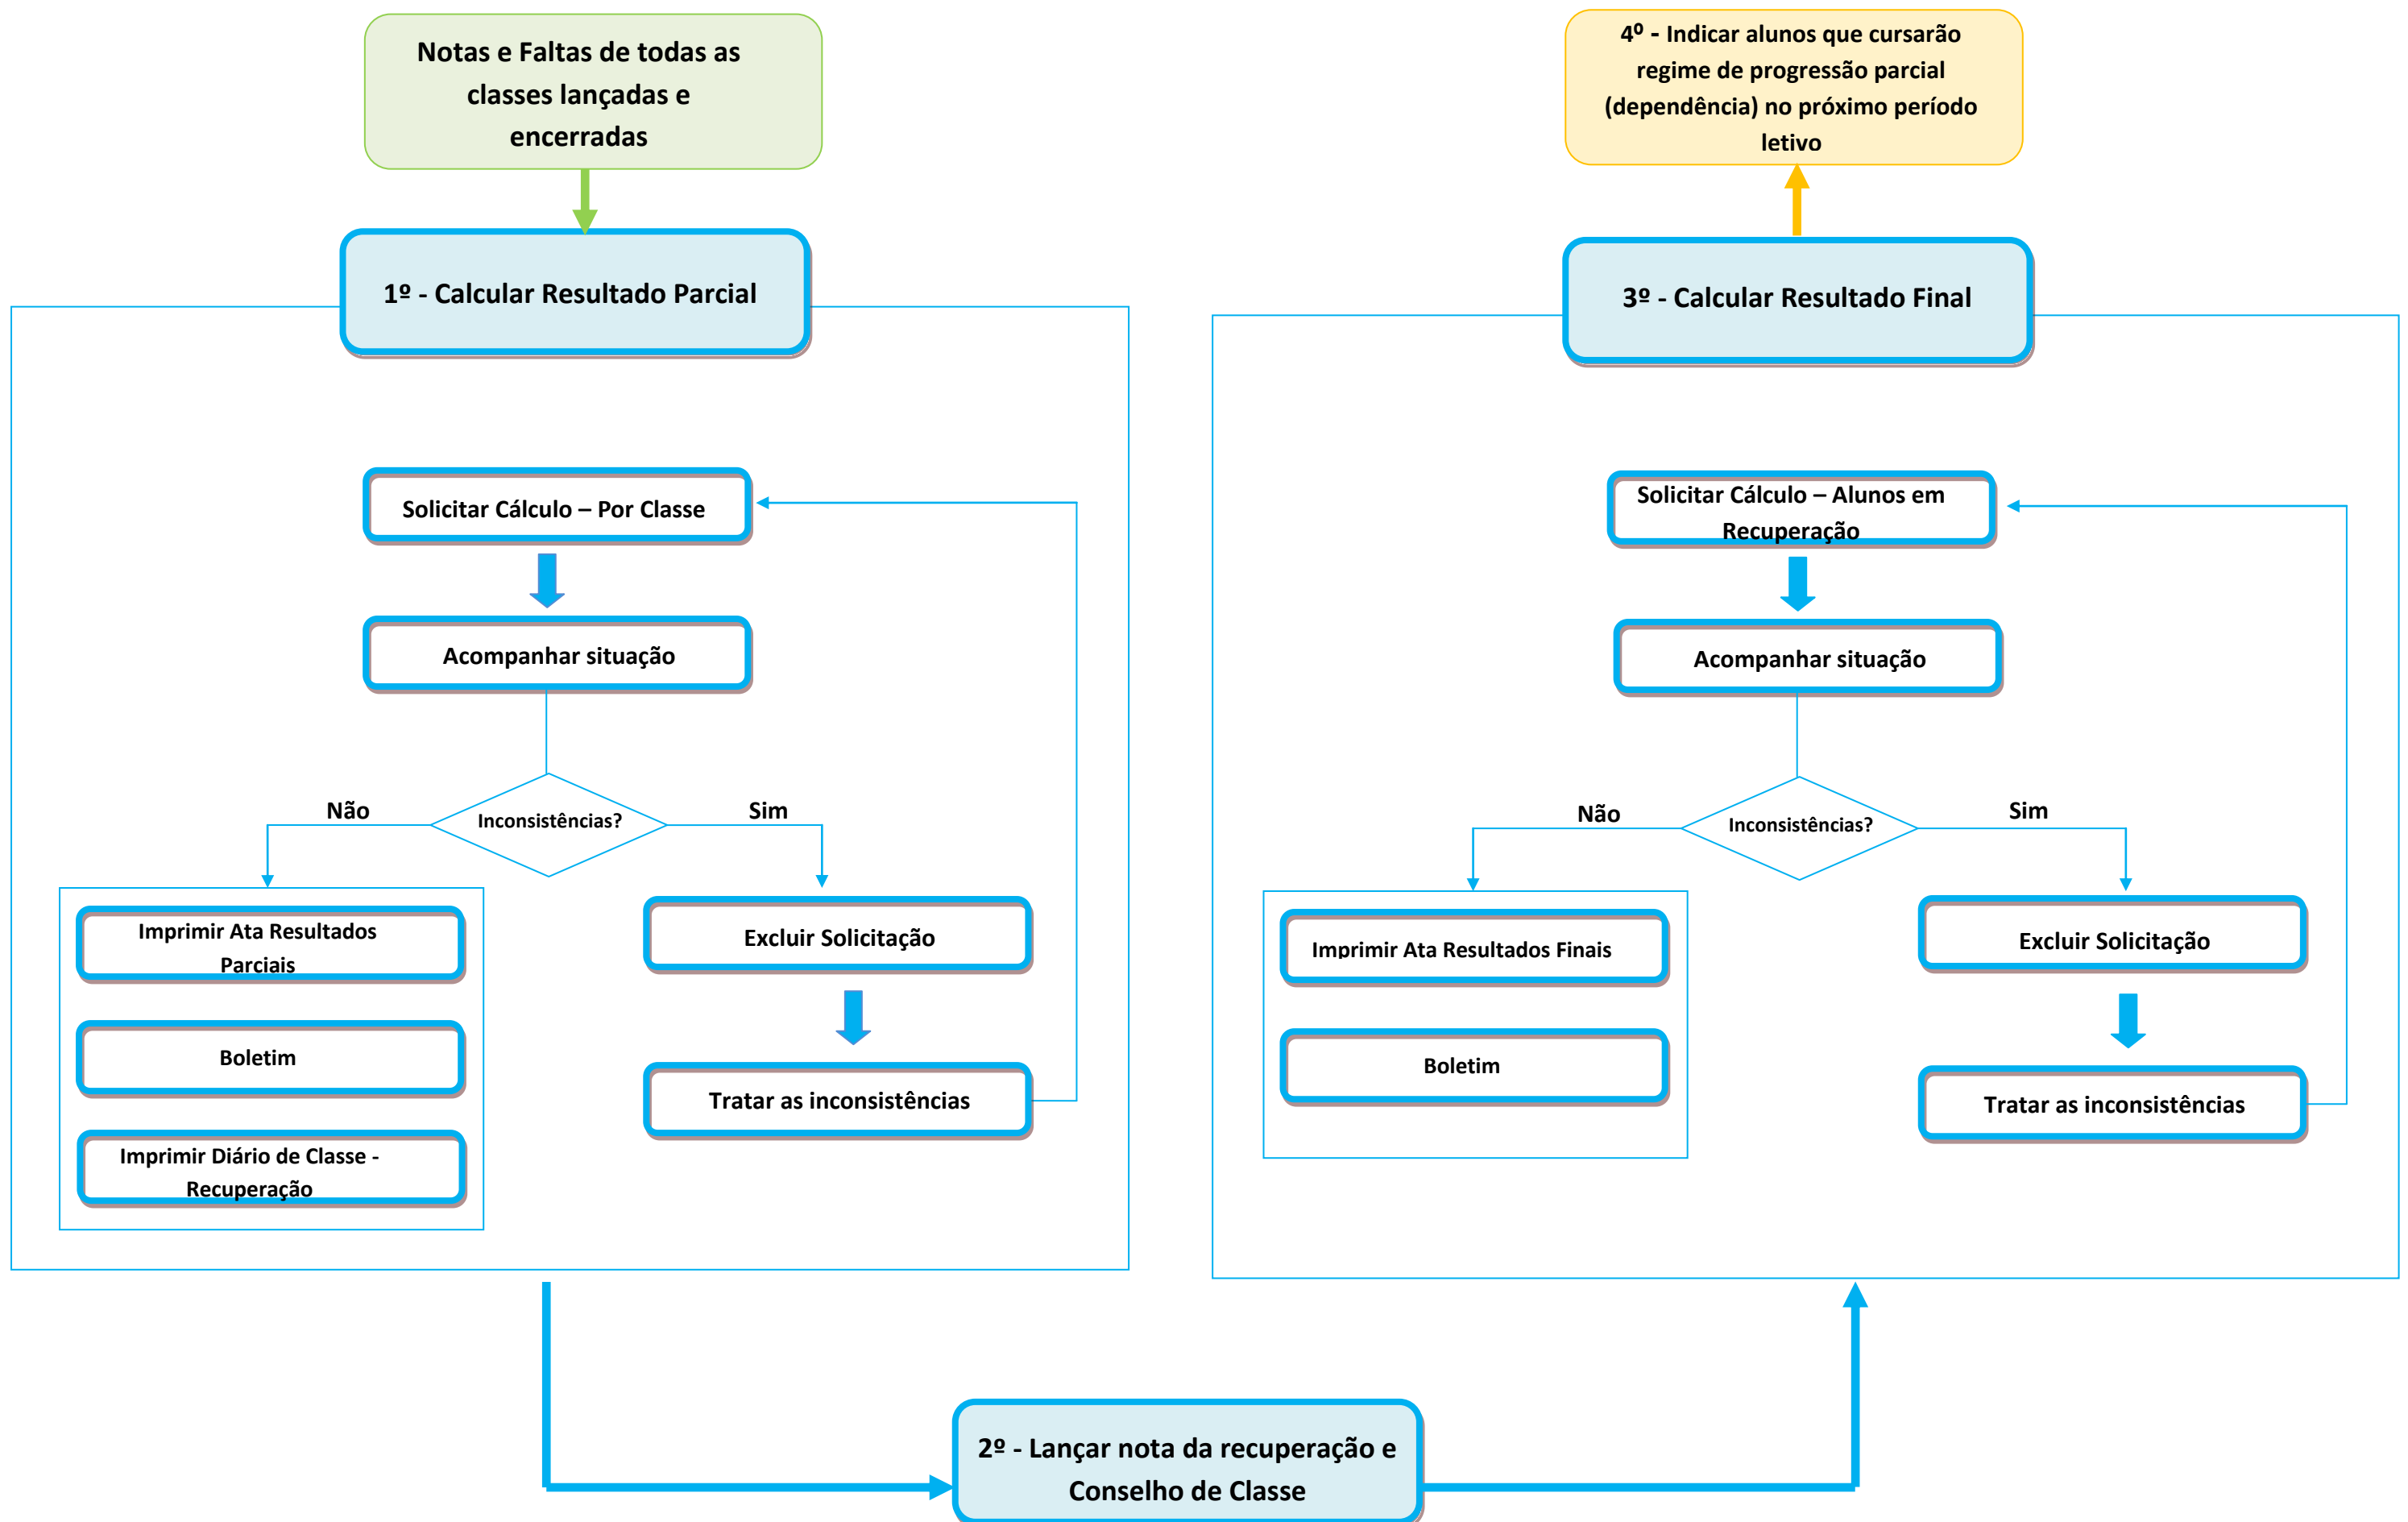 Notas e Faltas de todas as
classes lançadas e
encerradas
1º - Calcular Resultado Parcial
Solicitar Cálculo – Por Classe
Acompanhar situação
Inconsistências?
Não
Sim
Imprimir Ata Resultados
Parciais
Boletim
Imprimir Diário de Classe -
Recuperação
Excluir Solicitação
Tratar as inconsistências
2º - Lançar nota da recuperação e
Conselho de Classe
3º - Calcular Resultado Final
Solicitar Cálculo – Alunos em
Recuperação
Acompanhar situação
Inconsistências?
Não
Sim
Imprimir Ata Resultados Finais
Boletim
Excluir Solicitação
Tratar as inconsistências
4º - Indicar alunos que cursarão
regime de progressão parcial
(dependência) no próximo período
letivo